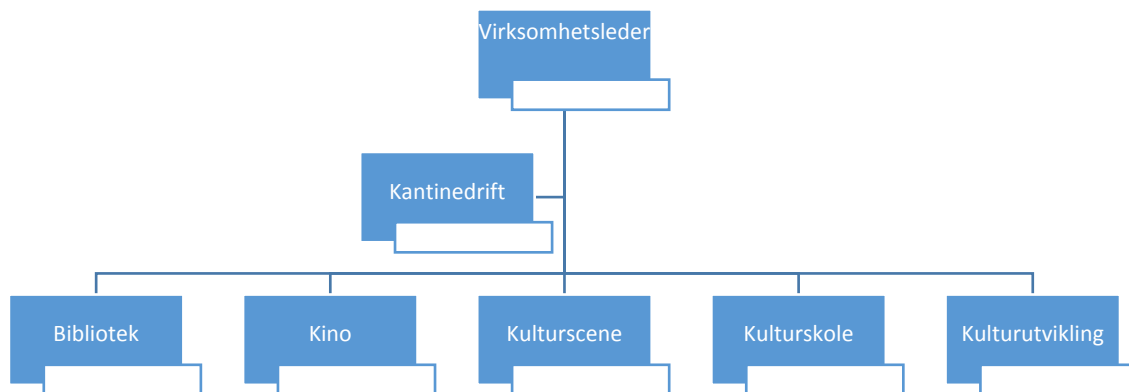 Virksomhetsleder
Kantinedrift
Bibliotek
Kino
Kulturscene
Kulturskole
Kulturutvikling